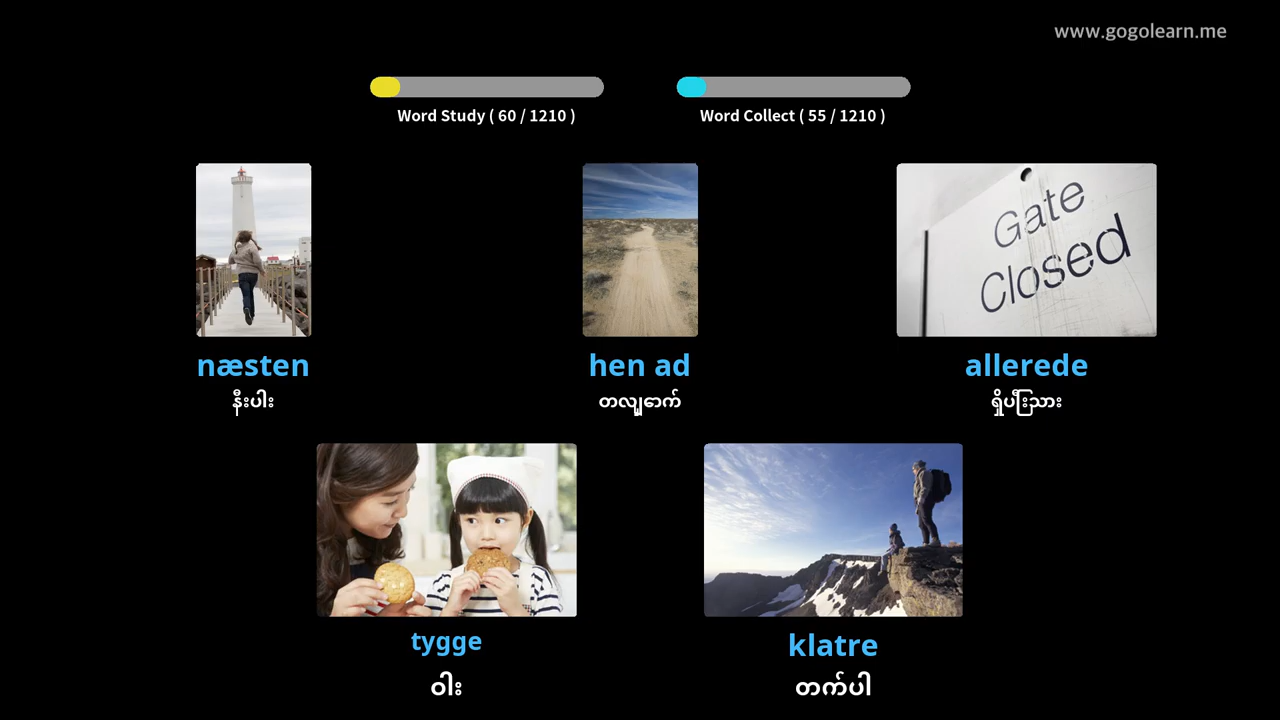 www.gogolearn.me
Word Study ( 60 / 1210 )
Word Collect ( 55 / 1210 )
Gate
Closed
næsten
hen ad
allerede
နီးပါး
တလျှောက်
ရှိပြီးသား
tygge
klatre
ဝါး
တက်ပါ